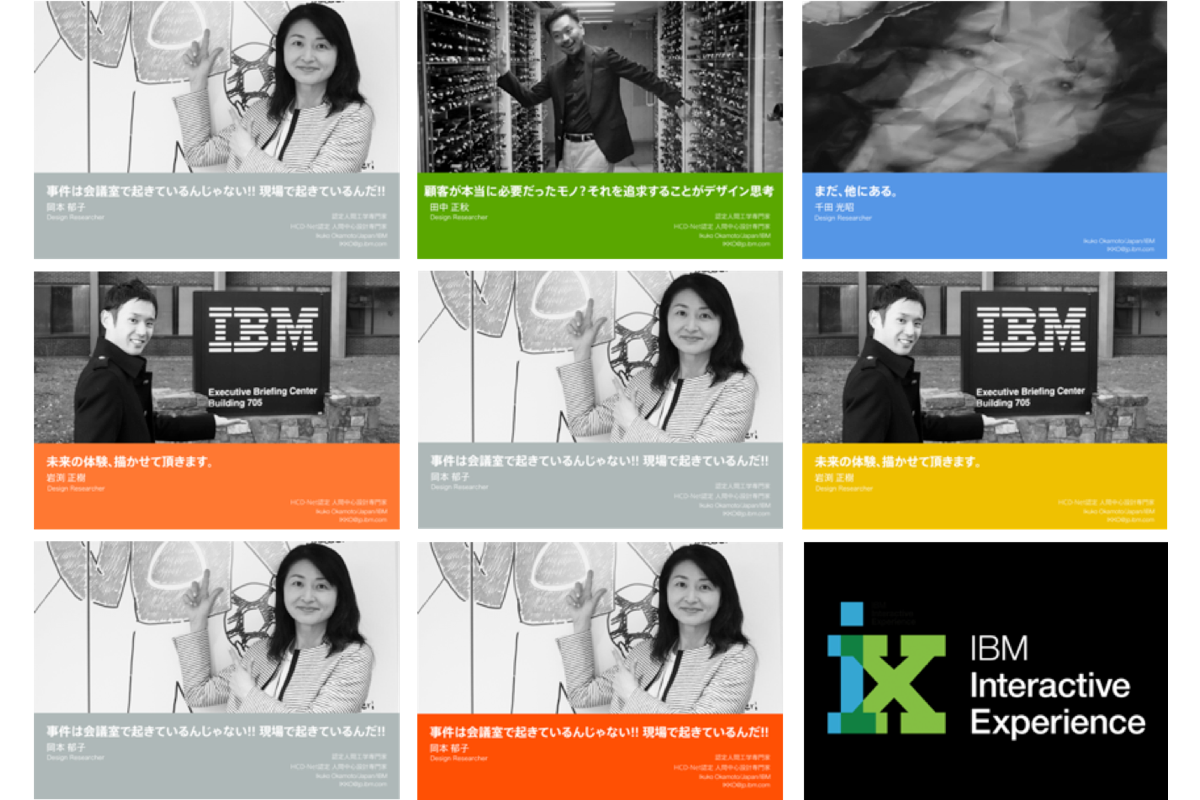 事件は会議室で起きているんじゃない!! 現場で起きているんだ!!
岡本 郁子
Design Researcher
認定人間工学専門家
HCD-Net認定 人間中心設計専門家
Ikuko Okamoto/Japan/IBM
IKKO@jp.ibm.com
顧客が本当に必要だったモノ?それを追求することがデザイン思考
田中 正秋
Design Researcher
認定人間工学専門家
HCD-Net認定 人間中心設計専門家
Ikuko Okamoto/Japan/IBM
IKKO@jp.ibm.com
まだ、他にある。
千田 光昭
Design Researcher
Ikuko Okamoto/Japan/IBM
IKKO@jp.ibm.com
IBM
Executive Briefing Center
Building 705
未来の体験、描かせて頂きます。
岩渕 正樹
Design Researcher
HCD-Net認定 人間中心設計専門家
Ikuko Okamoto/Japan/IBM
IKKO@jp.ibm.com
事件は会議室で起きているんじゃない!! 現場で起きているんだ!!
岡本 郁子
Design Researcher
認定人間工学専門家
HCD-Net認定 人間中心設計専門家
Ikuko Okamoto/Japan/IBM
IKKO@jp.ibm.com
IBM
Executive Briefing Center
Building 705
未来の体験、描かせて頂きます。
岩渕 正樹
Design Researcher
HCD-Net認定 人間中心設計専門家
Ikuko Okamoto/Japan/IBM
IKKO@jp.ibm.com
事件は会議室で起きているんじゃない!! 現場で起きているんだ!!
岡本 郁子
Design Researcher
認定人間工学専門家
HCD-Net認定 人間中心設計専門家
Ikuko Okamoto/Japan/IBM
IKKO@jp.ibm.com
事件は会議室で起きているんじゃない!! 現場で起きているんだ!!
岡本 郁子
Design Researcher
認定人間工学専門家
HCD-Net認定 人間中心設計専門家
Ikuko Okamoto/Japan/IBM
IKKO@jp.ibm.com
ix
IBM
Interactive
Experience